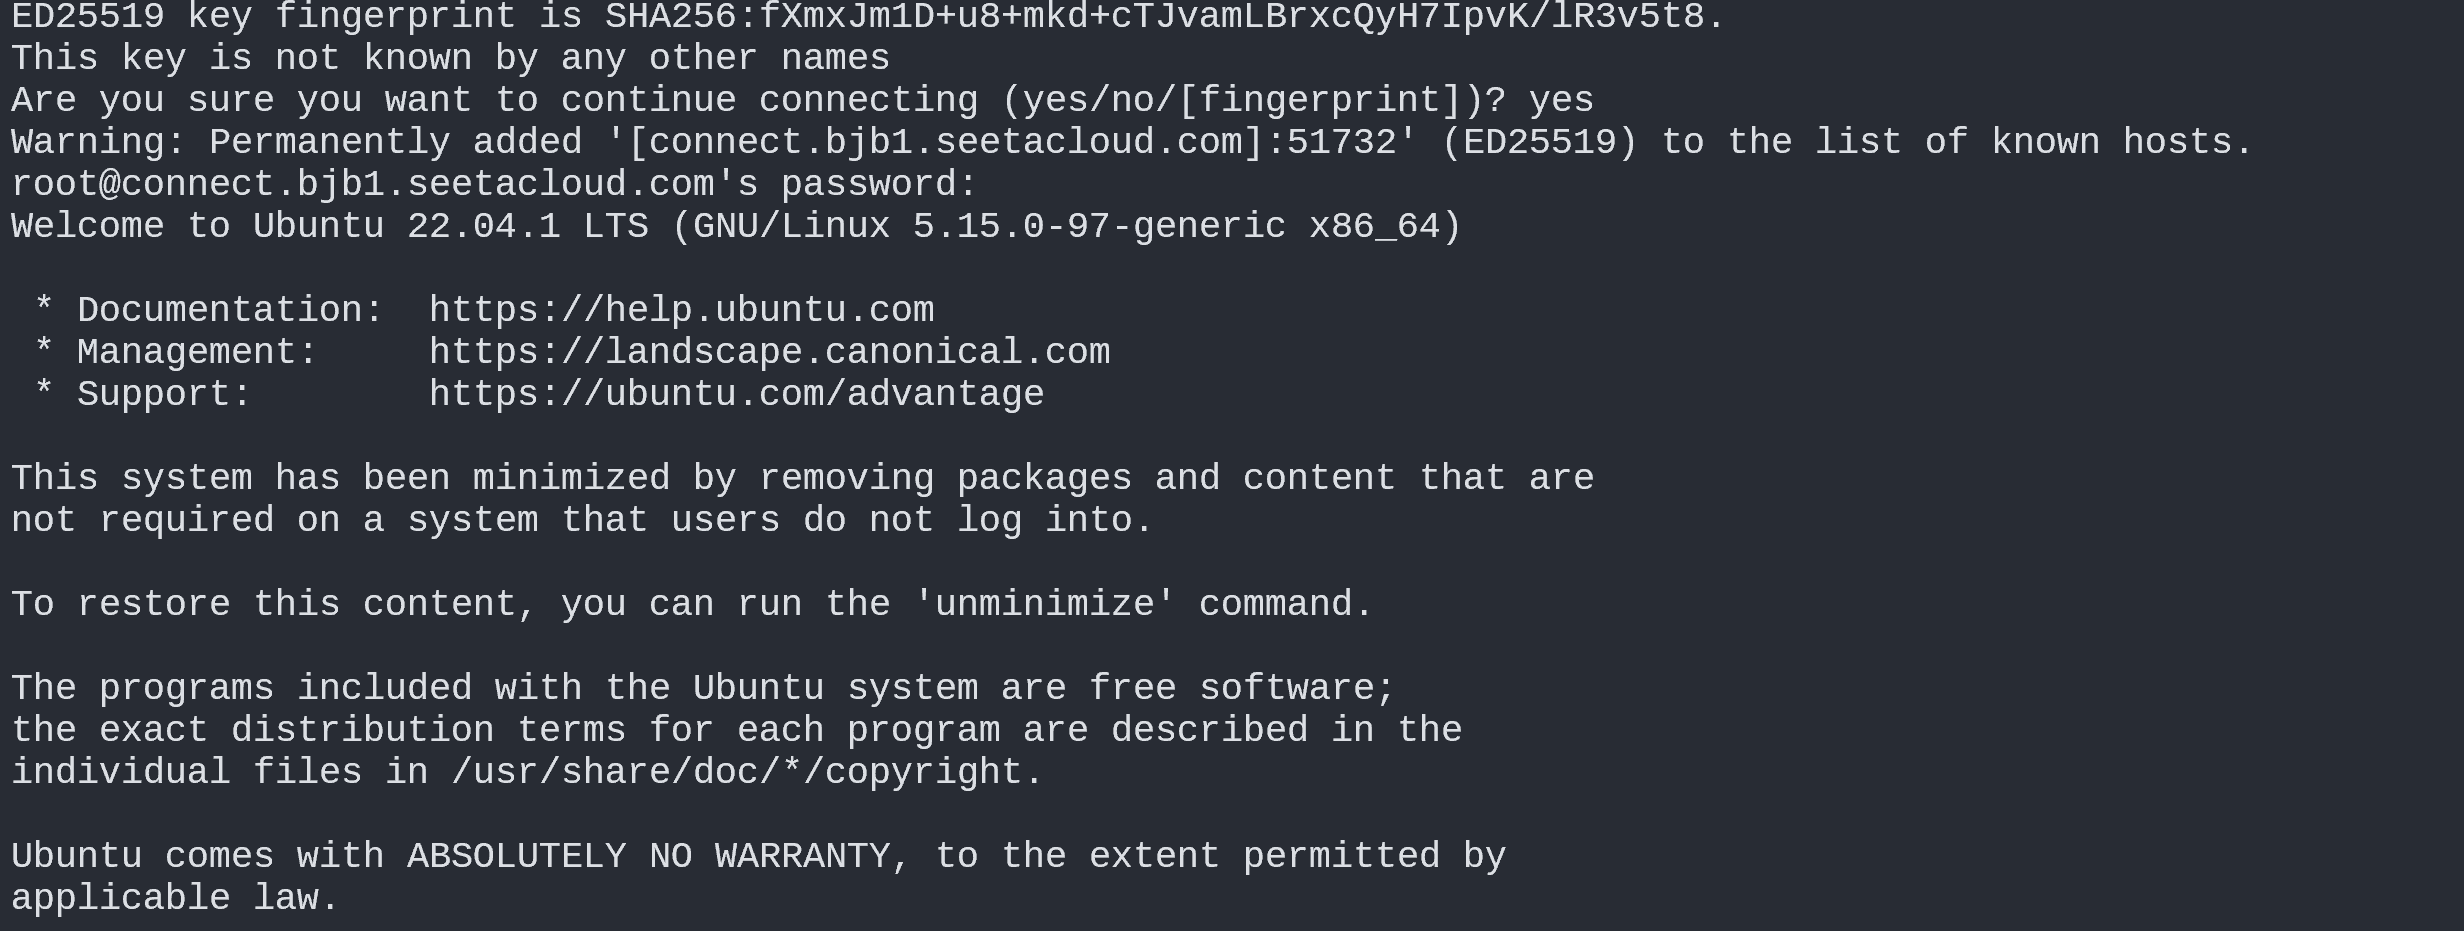 ED25519 key fingerprint is SHA256:fXmxJm1D+u8+mkd+cTJvamLBrxcQyH7IpvK/lR3v5t8.
This key is not known by any other names
Are you sure you want to continue connecting (yes/no/[fingerprint])? yes
Warning: Permanently added '[connect.bjb1.seetacloud.com]:51732' (ED25519) to the list of known hosts.
root@connect.bjb1.seetacloud.com's password:
Welcome to Ubuntu 22.04.1 LTS (GNU/Linux 5.15.0-97-generic x86_64)

 * Documentation:  https://help.ubuntu.com
 * Management:     https://landscape.canonical.com
 * Support:        https://ubuntu.com/advantage

This system has been minimized by removing packages and content that are
not required on a system that users do not log into.

To restore this content, you can run the 'unminimize' command.

The programs included with the Ubuntu system are free software;
the exact distribution terms for each program are described in the
individual files in /usr/share/doc/*/copyright.

Ubuntu comes with ABSOLUTELY NO WARRANTY, to the extent permitted by
applicable law.